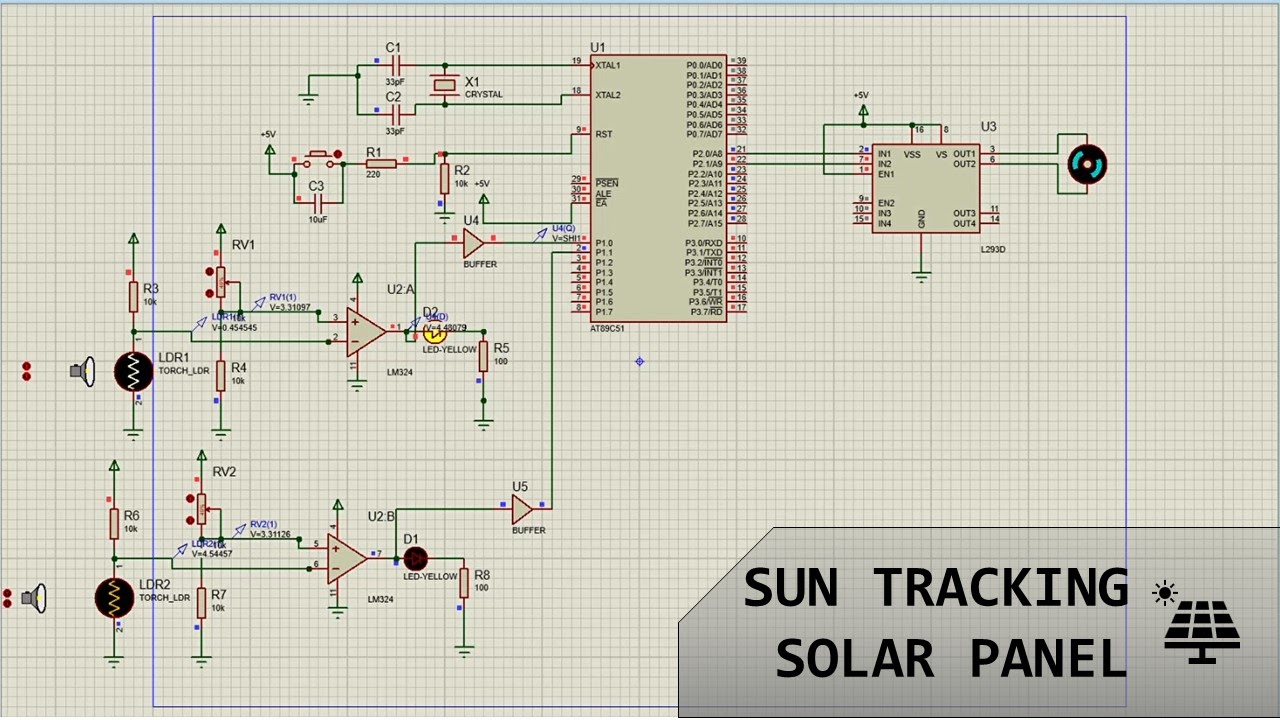 C1
33pF
C2
33pF
X1
CRYSTAL
+5V
R1
220
C3
10uF
R2
10k
+5V
U1
19 XTAL1
18 XTAL2
9 RST
29 PSEN
30 ALE
31 EA
1 P1.0
2 P1.1
3 P1.2
4 P1.3
5 P1.4
6 P1.5
7 P1.6
8 P1.7
P0.0/AD0 39
P0.1/AD1 38
P0.2/AD2 37
P0.3/AD3 36
P0.4/AD4 35
P0.5/AD5 34
P0.6/AD6 33
P0.7/AD7 32
P2.0/A8 21
P2.1/A9 22
P2.2/A10 23
P2.3/A11 24
P2.4/A12 25
P2.5/A13 26
P2.6/A14 27
P2.7/A15 28
P3.0/RXD 10
P3.1/TXD 11
P3.2/INT0 12
P3.3/INT1 13
P3.4/T0 14
P3.5/T1 15
P3.6/WR 16
P3.7/RD 17
AT89C51
+5V
U3
16 8
2 IN1 VSS VS OUT1 3
7 IN2 OUT2 6
1 EN1
9 EN2
10 IN3 OUT3 11
15 IN4 OUT4 14
GND
L293D
U4
BUFFER
U4(Q)
V=SHI
RV1
R3
10k
RV1(1)
V=3.31097
LDR1
V=0.454545
U2:A
3
2
1
4
11
LM324
D2
V=4.48079
LED-YELLOW
R5
100
1
LDR1
TORCH_LDR
2
R4
10k
RV2
R6
10k
RV2(1)
V=3.31126
V=4.54457
U2:B
5
6
7
4
11
LM324
D1
LED-YELLOW
R8
100
U5
BUFFER
1
LDR2
TORCH_LDR
2
R7
10k
SUN TRACKING
SOLAR PANEL